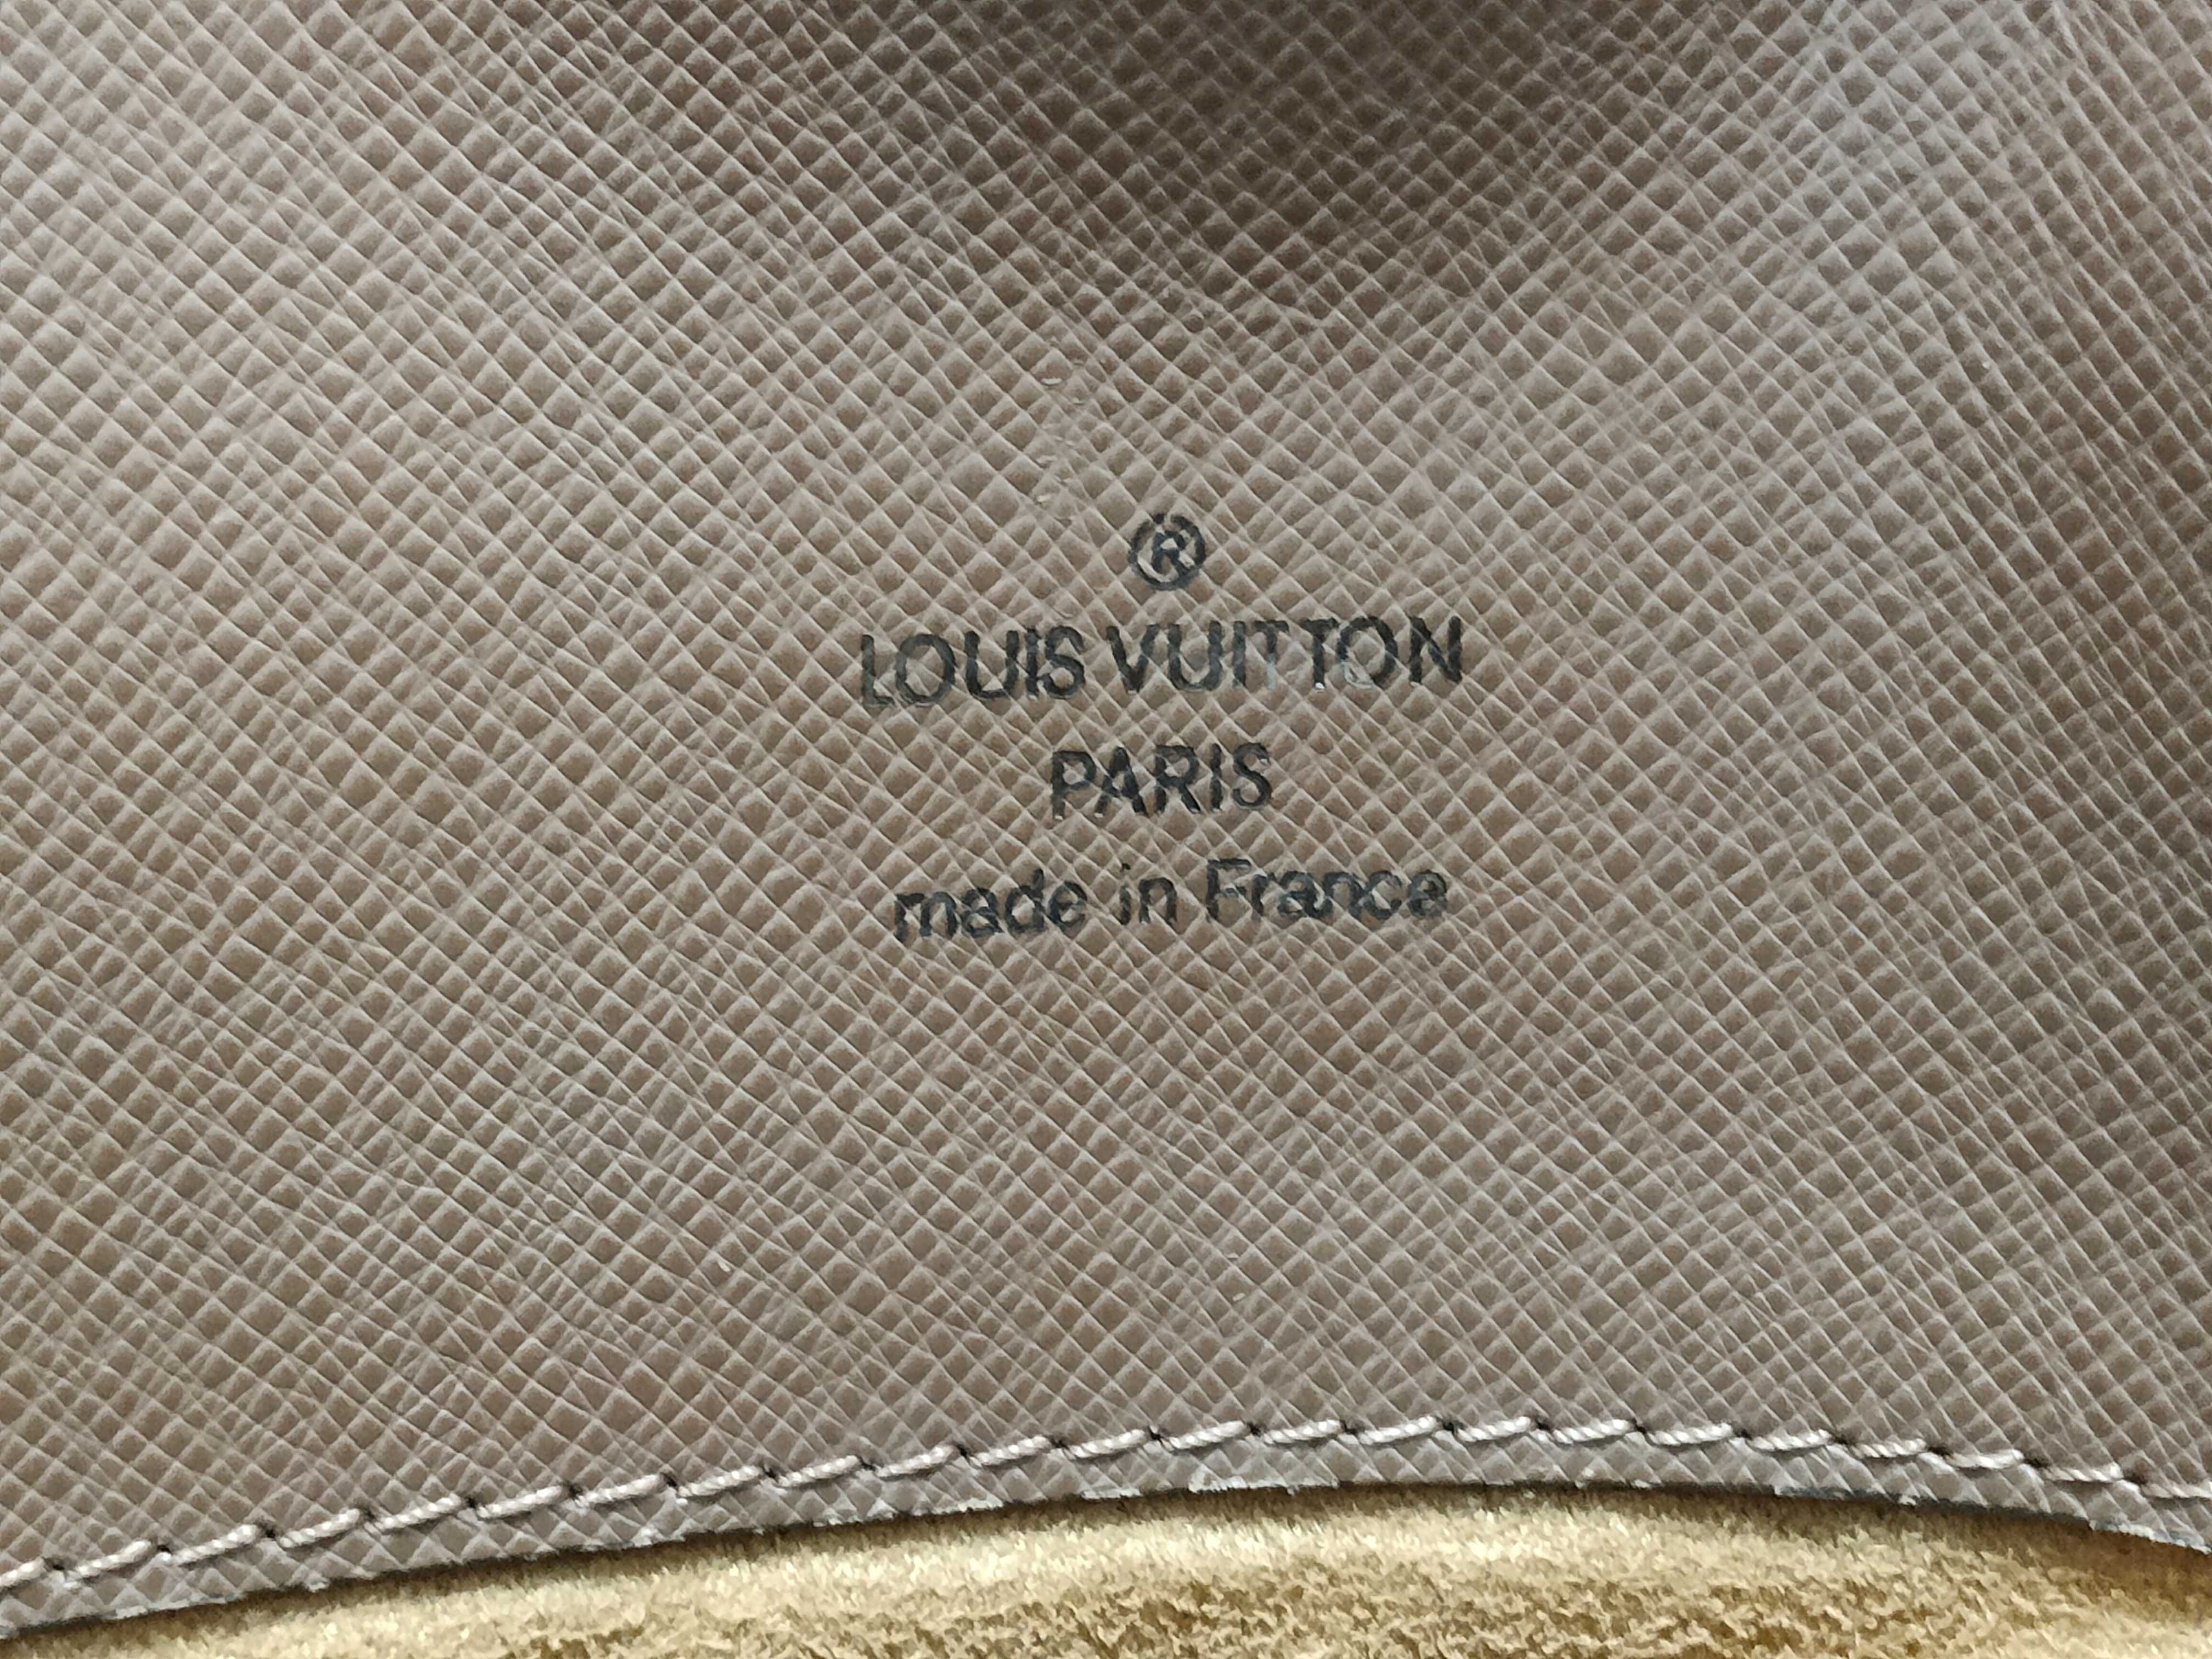 ®
LOUIS VUITTON
PARIS
made in France